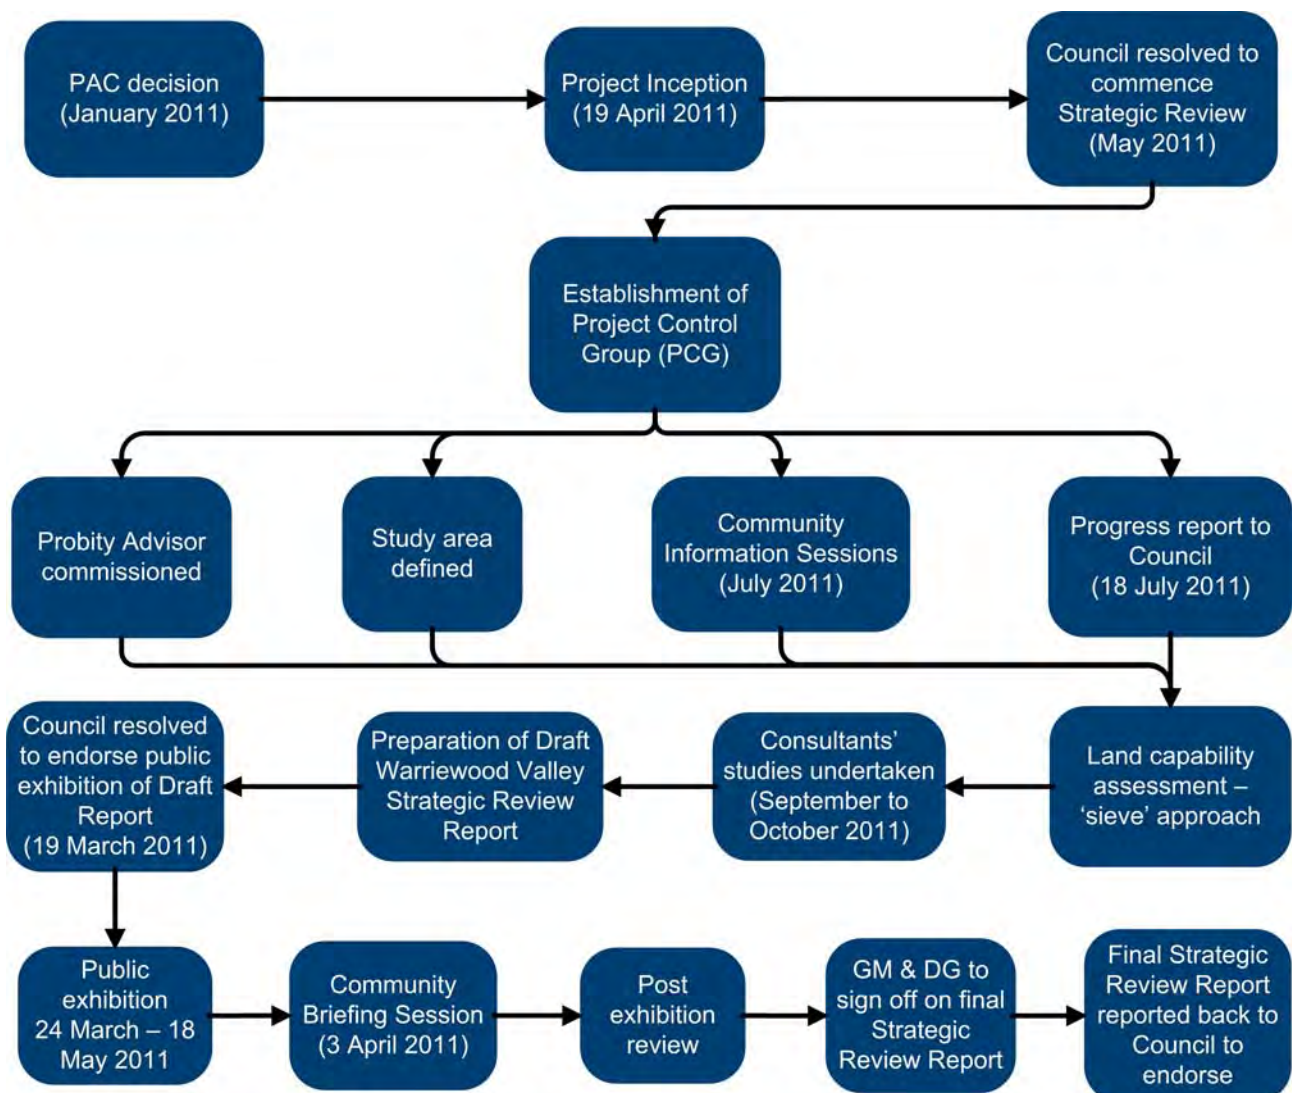 PAC decision
(January 2011)
Project Inception
(19 April 2011)
Council resolved to
commence
Strategic Review
(May 2011)
Establishment of
Project Control
Group (PCG)
Probity Advisor
commissioned
Study area
defined
Community
Information Sessions
(July 2011)
Progress report to
Council
(18 July 2011)
Council resolved
to endorse public
exhibition of Draft
Report
(19 March 2011)
Preparation of Draft
Warriewood Valley
Strategic Review
Report
Consultants’
studies undertaken
(September to
October 2011)
Land capability
assessment –
‘sieve’ approach
Public
exhibition
24 March – 18
May 2011
Community
Briefing Session
(3 April 2011)
Post
exhibition
review
GM & DG to
sign off on final
Strategic
Review Report
Final Strategic
Review Report
reported back to
Council to
endorse